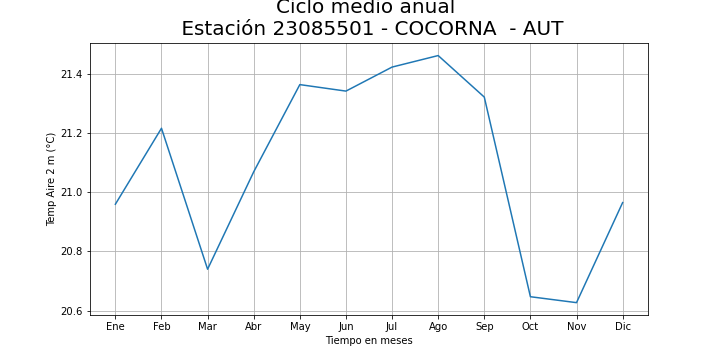 Ciclo medio anual
Estación 23085501 - COCORNA  - AUT
21.4
21.2
21.0
20.8
20.6
Temp Aire 2 m (°C)
Ene Feb Mar Abr May Jun Jul Ago Sep Oct Nov Dic
Tiempo en meses